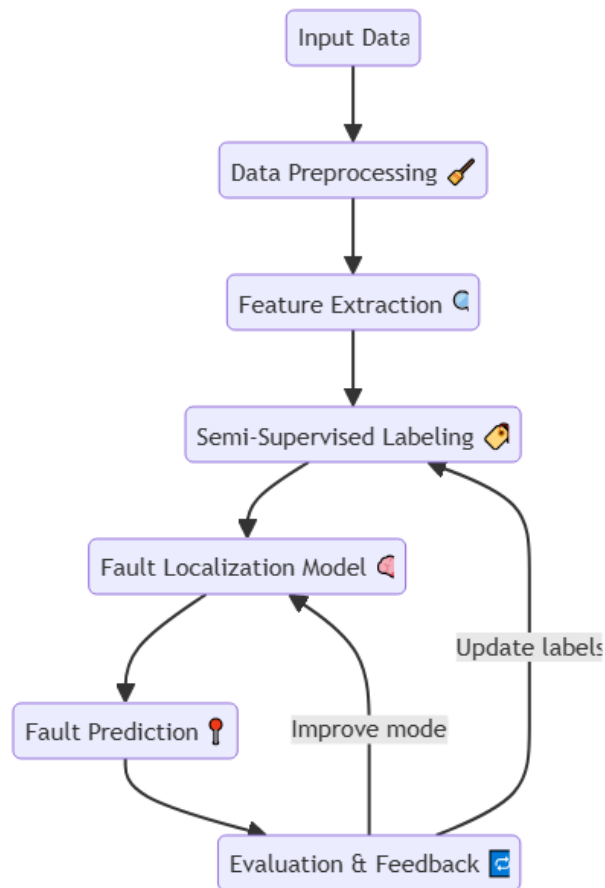 Input Data
Data Preprocessing 🧹
Feature Extraction 🔍
Semi-Supervised Labeling 🏷️
Fault Localization Model 🧠
Update labels
Fault Prediction 📍
Improve mode
Evaluation & Feedback 🔁